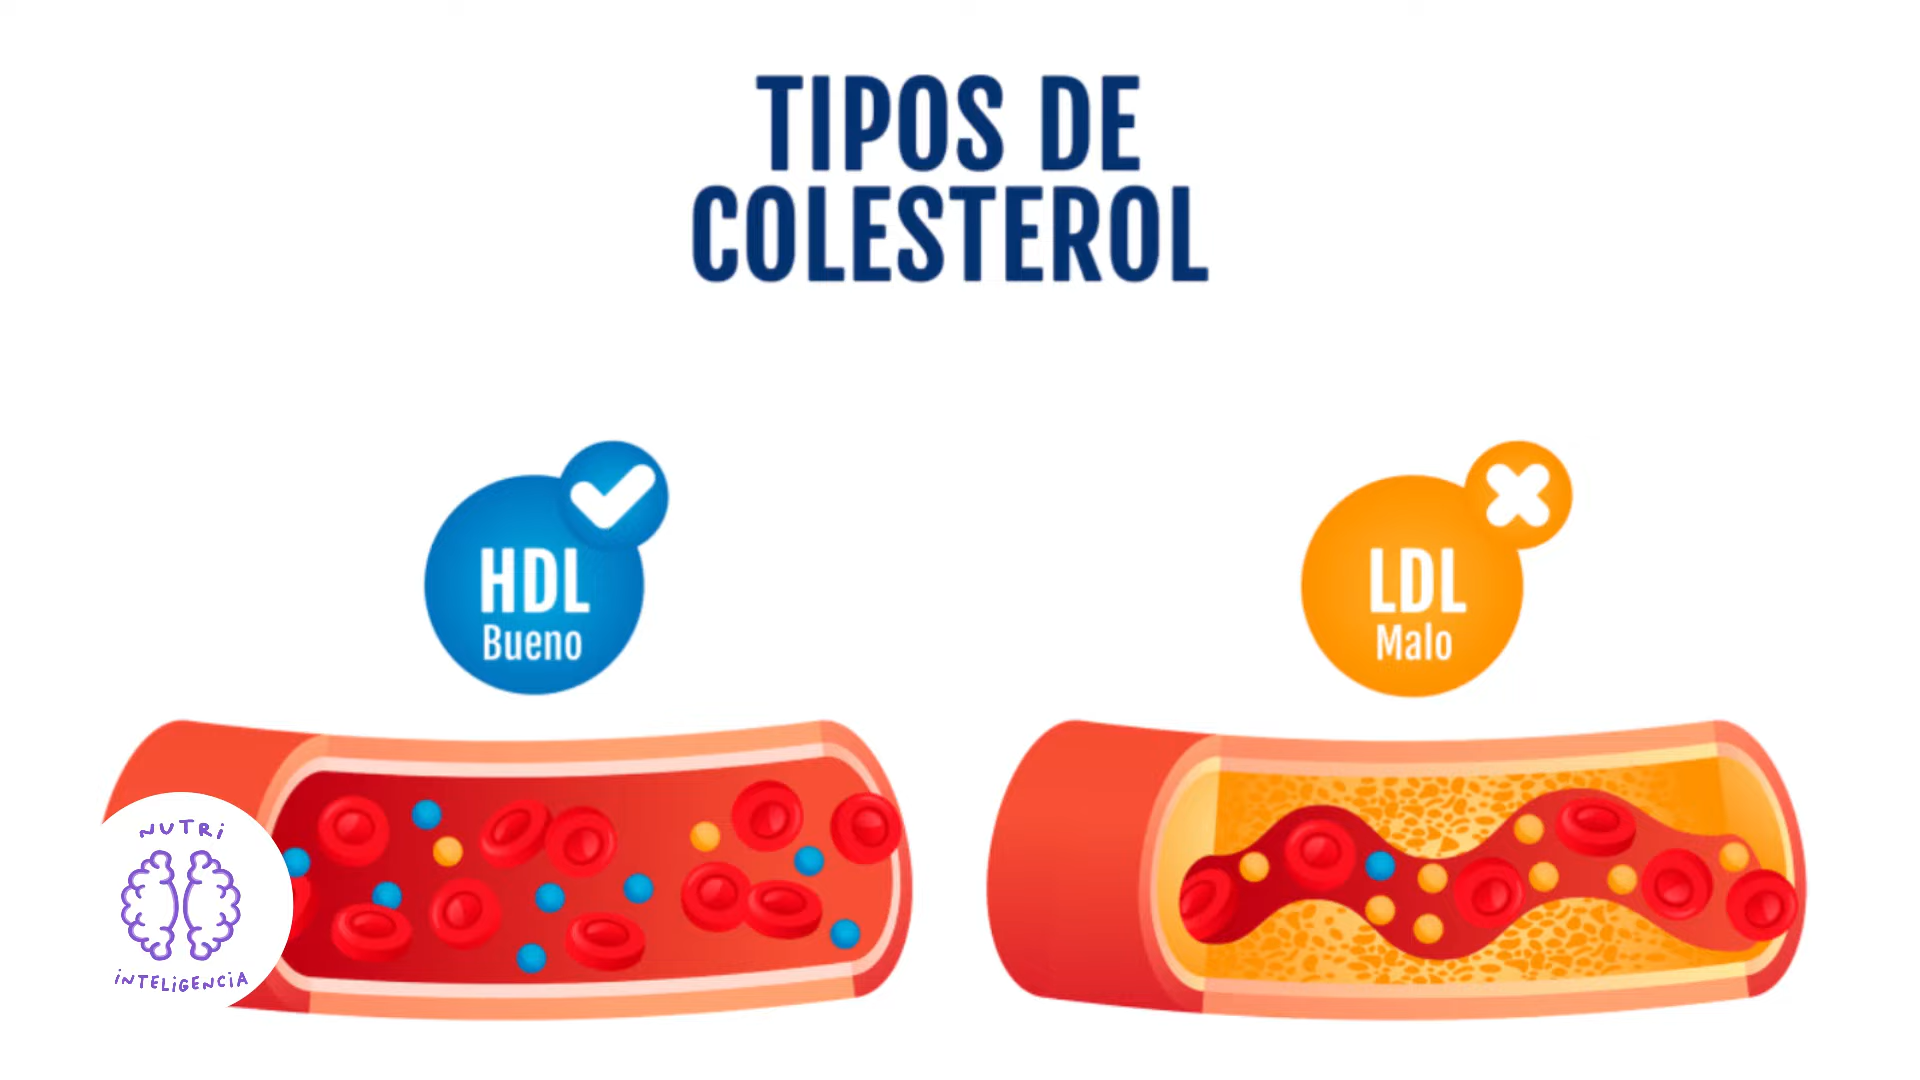 TIPOS DE
COLESTEROL
HDL
Bueno
LDL
Malo
NUTRi
iNTELiGENCiA